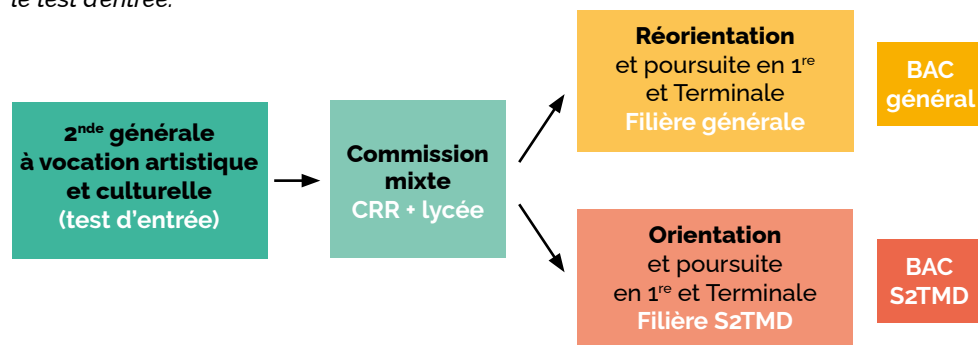 le test d'entrée.
2nde générale
à vocation artistique
et culturelle
(test d'entrée)
Commission
mixte
CRR + lycée
Réorientation
et poursuite en 1re
et Terminale
Filière générale
BAC
général
Orientation
et poursuite
en 1re et Terminale
Filière S2TMD
BAC
S2TMD